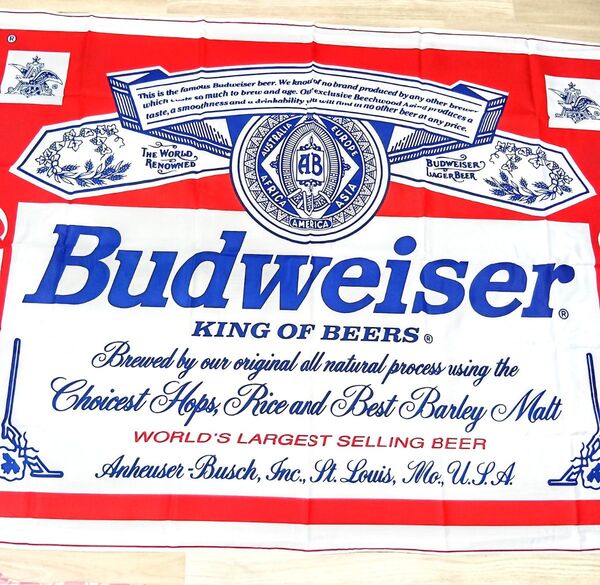 ®
This is the famous Budweiser beer. We know of no brand produced by any other brewer
which costs so much to brew and age. Our exclusive Beechwood Aging produces a
taste, a smoothness and a drinkability you will find in no other beer at any price.
THE WORLD
RENOWNED
AUSTRALIA
EUROPE
AFRICA
ASIA
AMERICA
AB
BUDWEISER
LAGER BEER
Budweiser®
KING OF BEERS®
Brewed by our original all natural process using the
Choicest Hops, Rice and Best Barley Malt
WORLD'S LARGEST SELLING BEER
Anheuser-Busch, Inc., St. Louis, Mo., U.S.A.